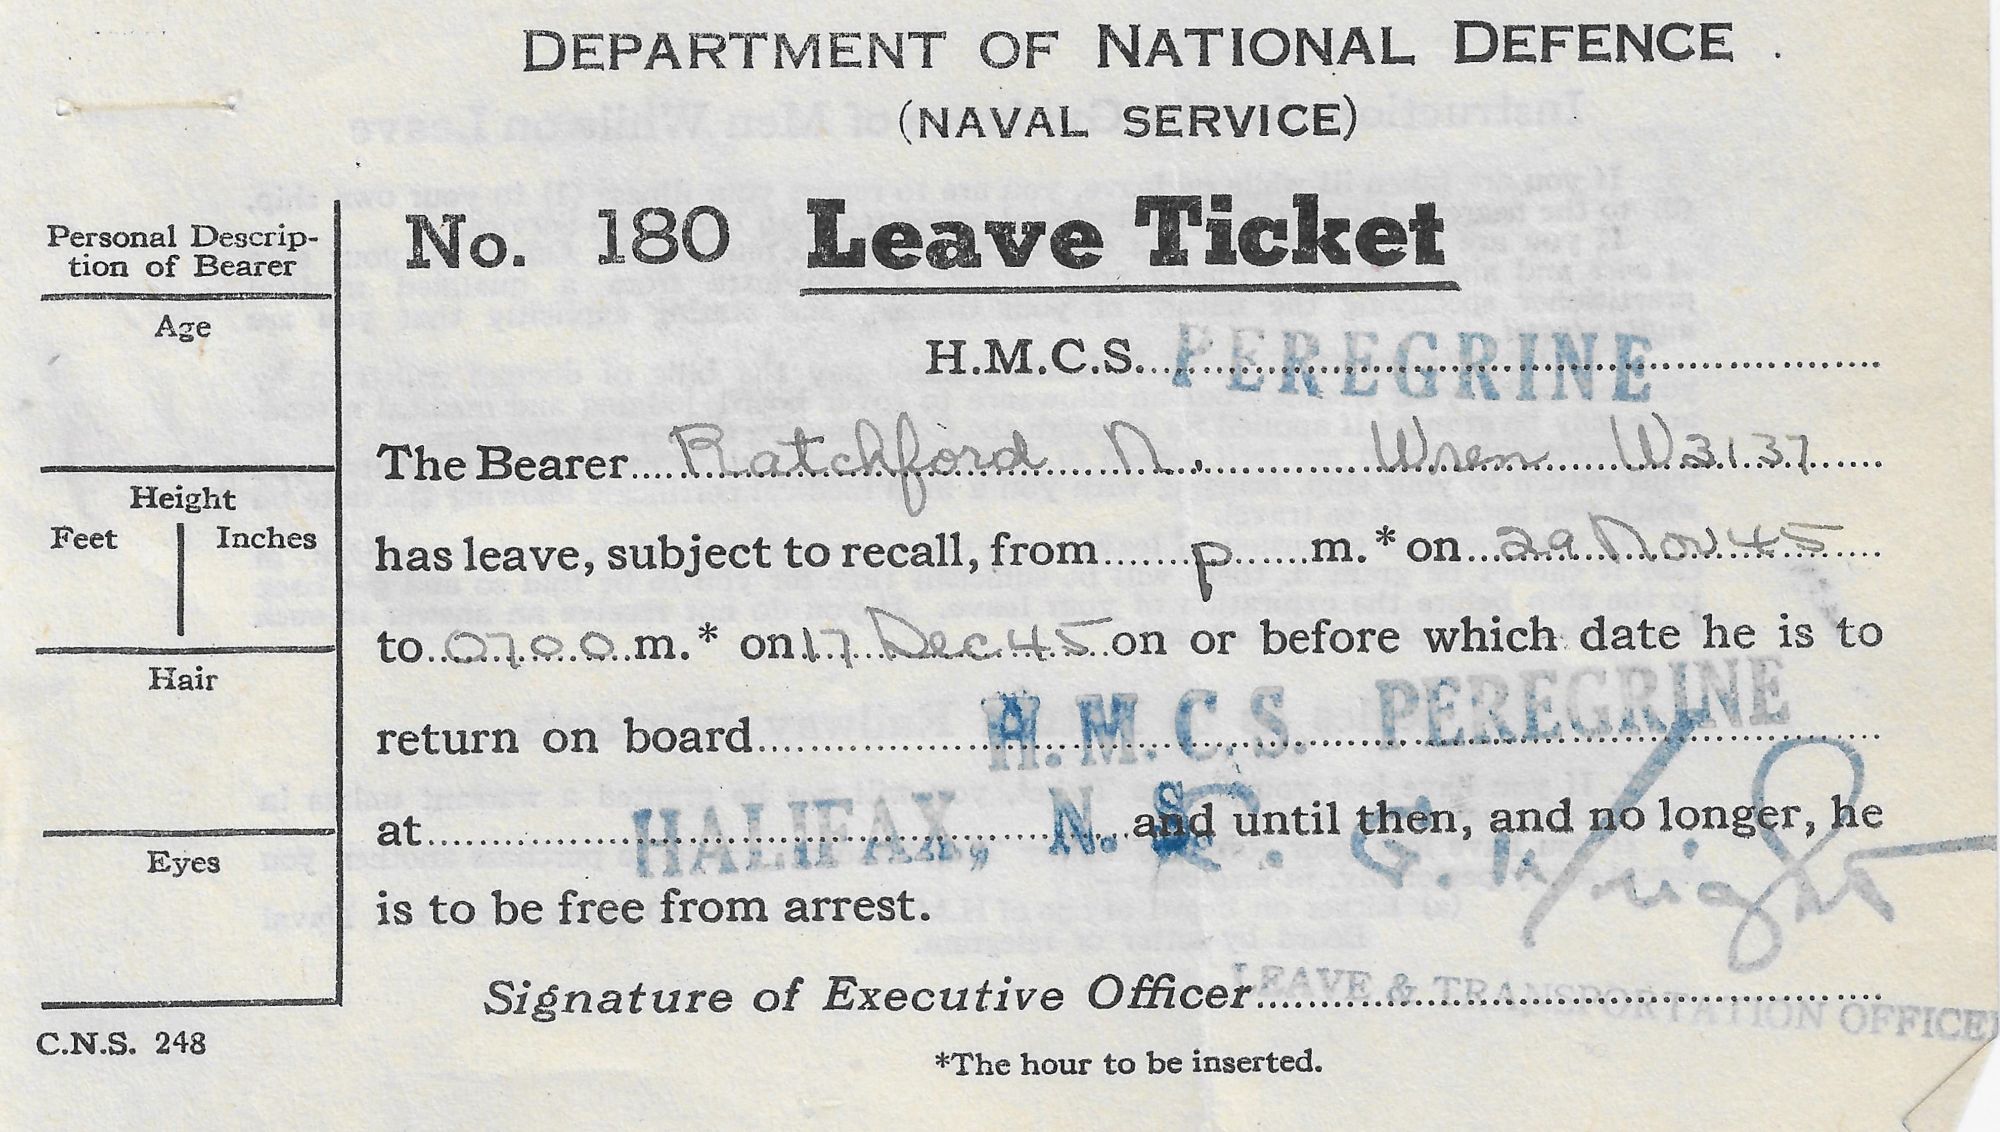 DEPARTMENT OF NATIONAL DEFENCE
(NAVAL SERVICE)
No. 180 Leave Ticket
Personal Descrip-
tion of Bearer
Age
Height
Feet Inches
Hair
Eyes
C.N.S. 248
H.M.C.S. PEREGRINE
The Bearer Ratchford N. Wren W3137
has leave, subject to recall, from p m.* on 29 Nov 45
to 0700 m.* on 17 Dec 45 on or before which date he is to
return on board H.M.C.S. PEREGRINE
at HALIFAX, N.S. and until then, and no longer, he
is to be free from arrest.
G. Wright
Signature of Executive Officer LEAVE & TRANSPORTATION OFFICER
*The hour to be inserted.